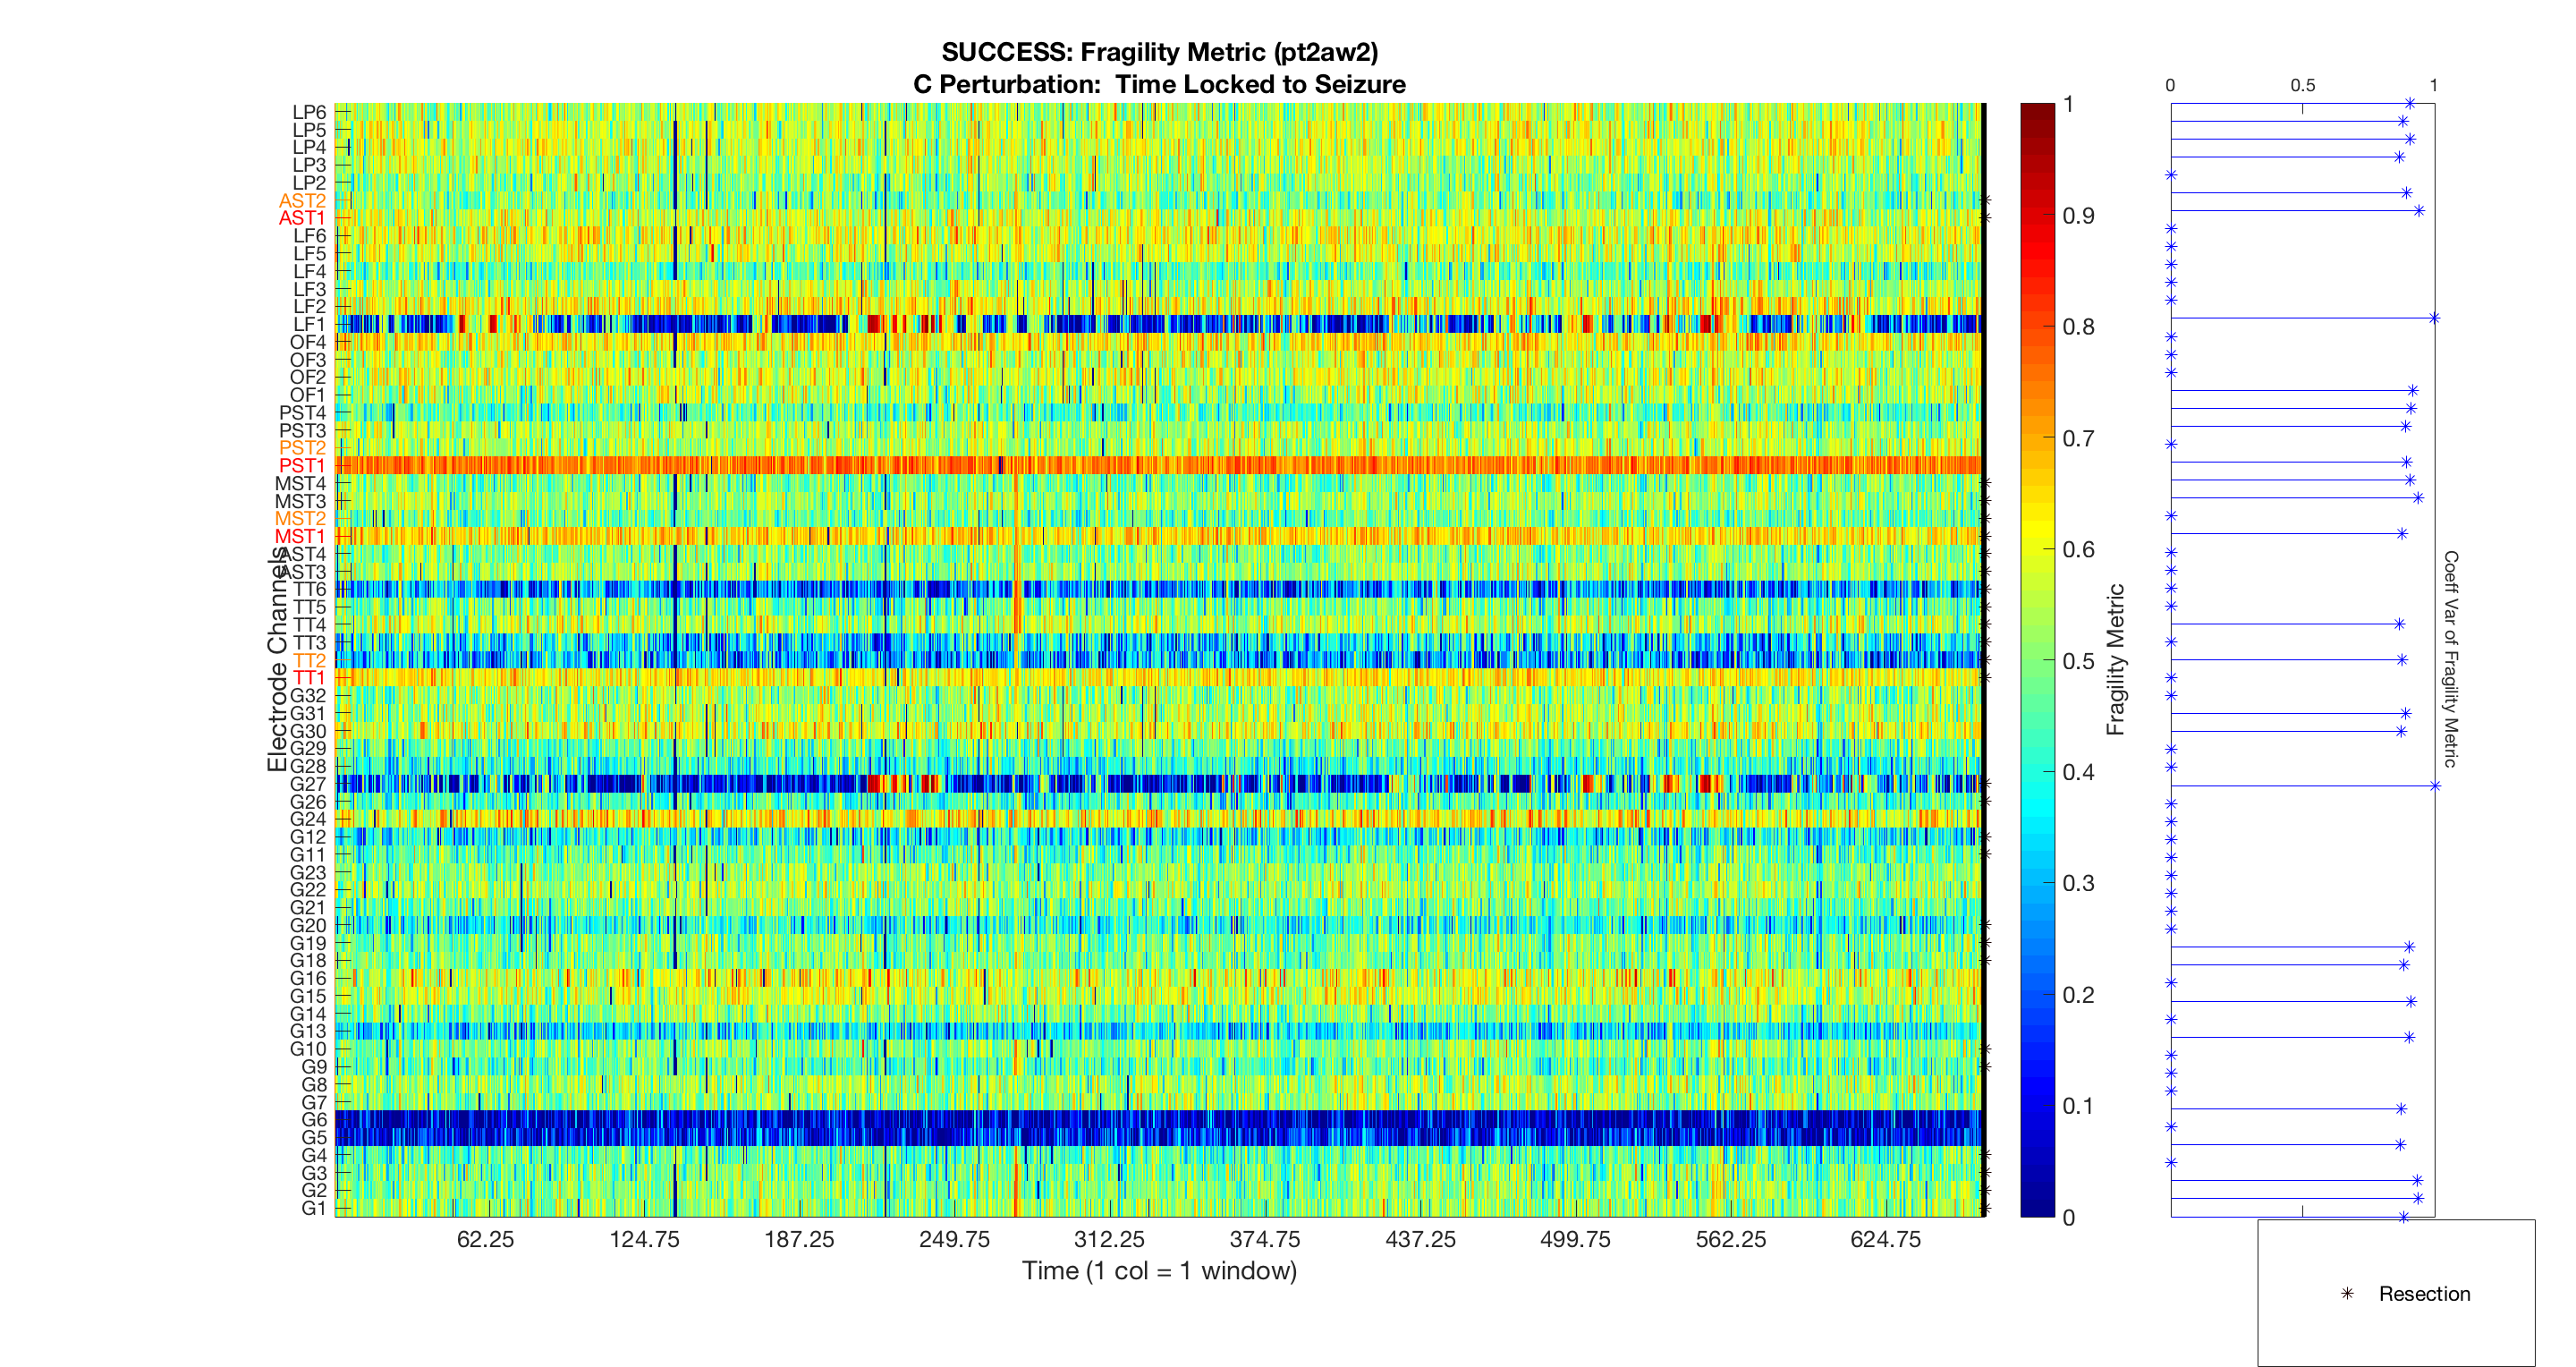 SUCCESS: Fragility Metric (pt2aw2)
C Perturbation:  Time Locked to Seizure
Electrode Channels
LP6
LP5
LP4
LP3
LP2
AST2
AST1
LF6
LF5
LF4
LF3
LF2
LF1
OF4
OF3
OF2
OF1
PST4
PST3
PST2
PST1
MST4
MST3
MST2
MST1
AST4
AST3
TT6
TT5
TT4
TT3
TT2
TT1
G32
G31
G30
G29
G28
G27
G26
G24
G12
G11
G23
G22
G21
G20
G19
G18
G16
G15
G14
G13
G10
G9
G8
G7
G6
G5
G4
G3
G2
G1
62.25 124.75 187.25 249.75 312.25 374.75 437.25 499.75 562.25 624.75
Time (1 col = 1 window)
1
0.9
0.8
0.7
0.6
0.5
0.4
0.3
0.2
0.1
0
Fragility Metric
0 0.5 1
Coeff Var of Fragility Metric
Resection